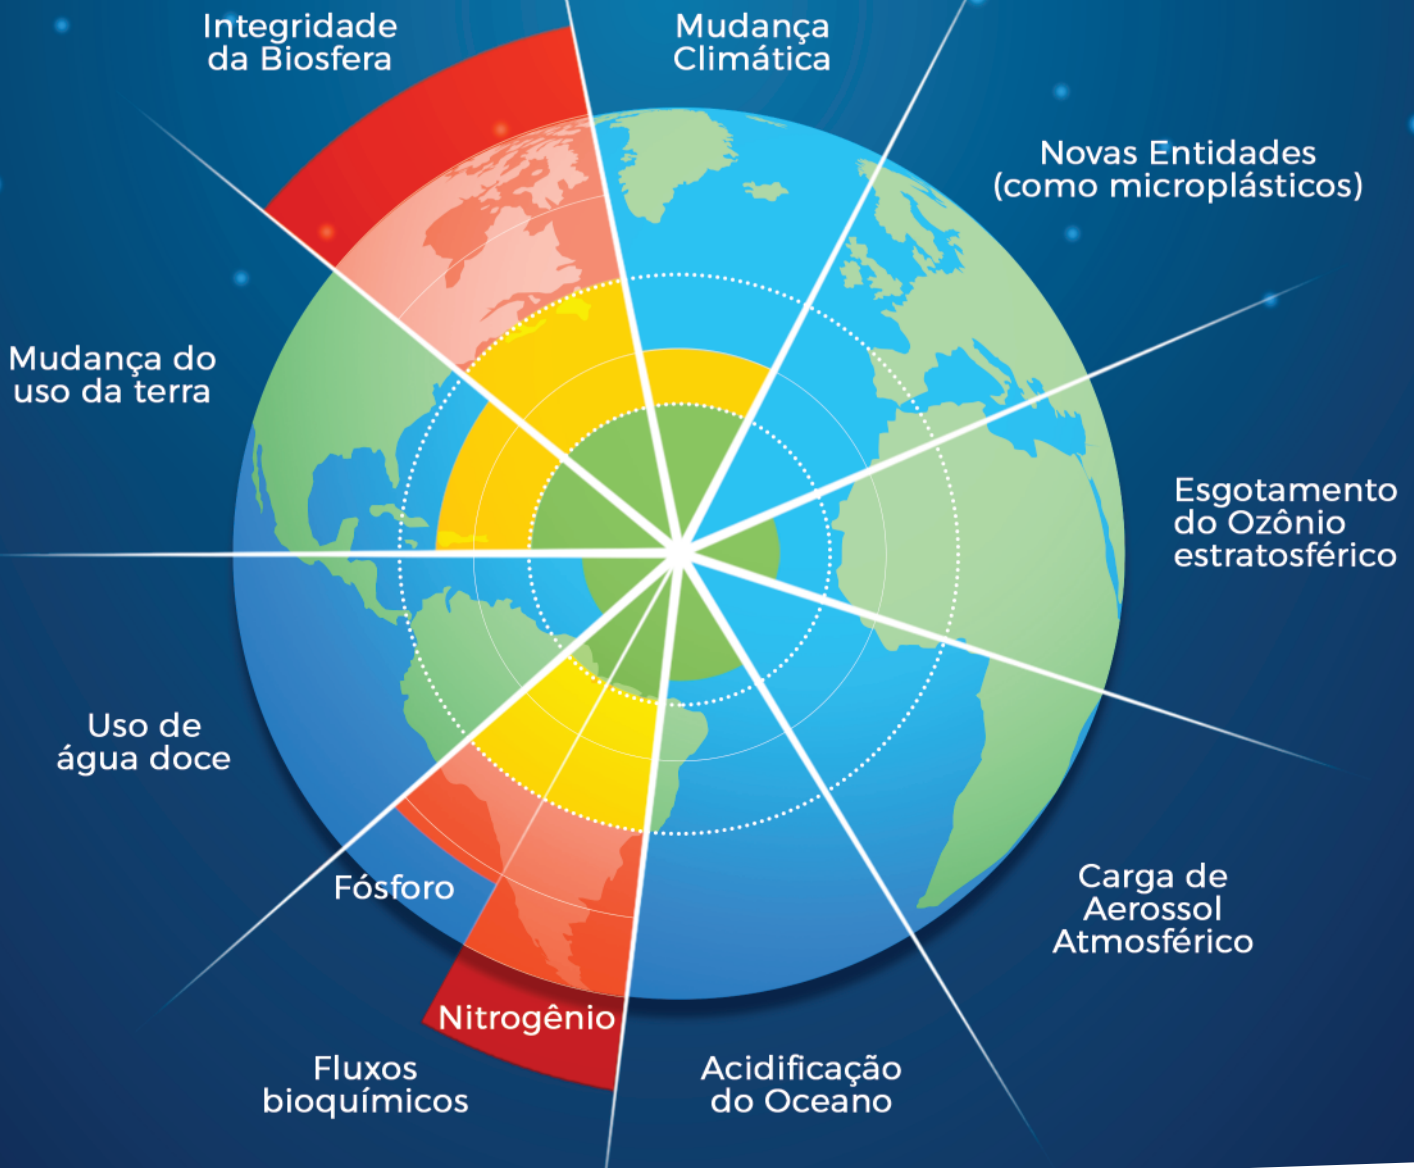 Integridade
da Biosfera
Mudança
Climática
Novas Entidades
(como microplásticos)
Mudança do
uso da terra
Esgotamento
do Ozônio
estratosférico
Uso de
água doce
Fósforo
Carga de
Aerossol
Atmosférico
Nitrogênio
Fluxos
bioquímicos
Acidificação
do Oceano